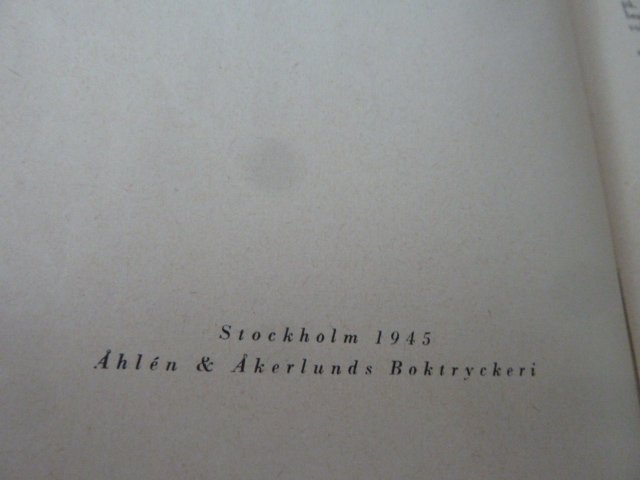 Stockholm 1945
Åhlén & Åkerlunds Boktryckeri